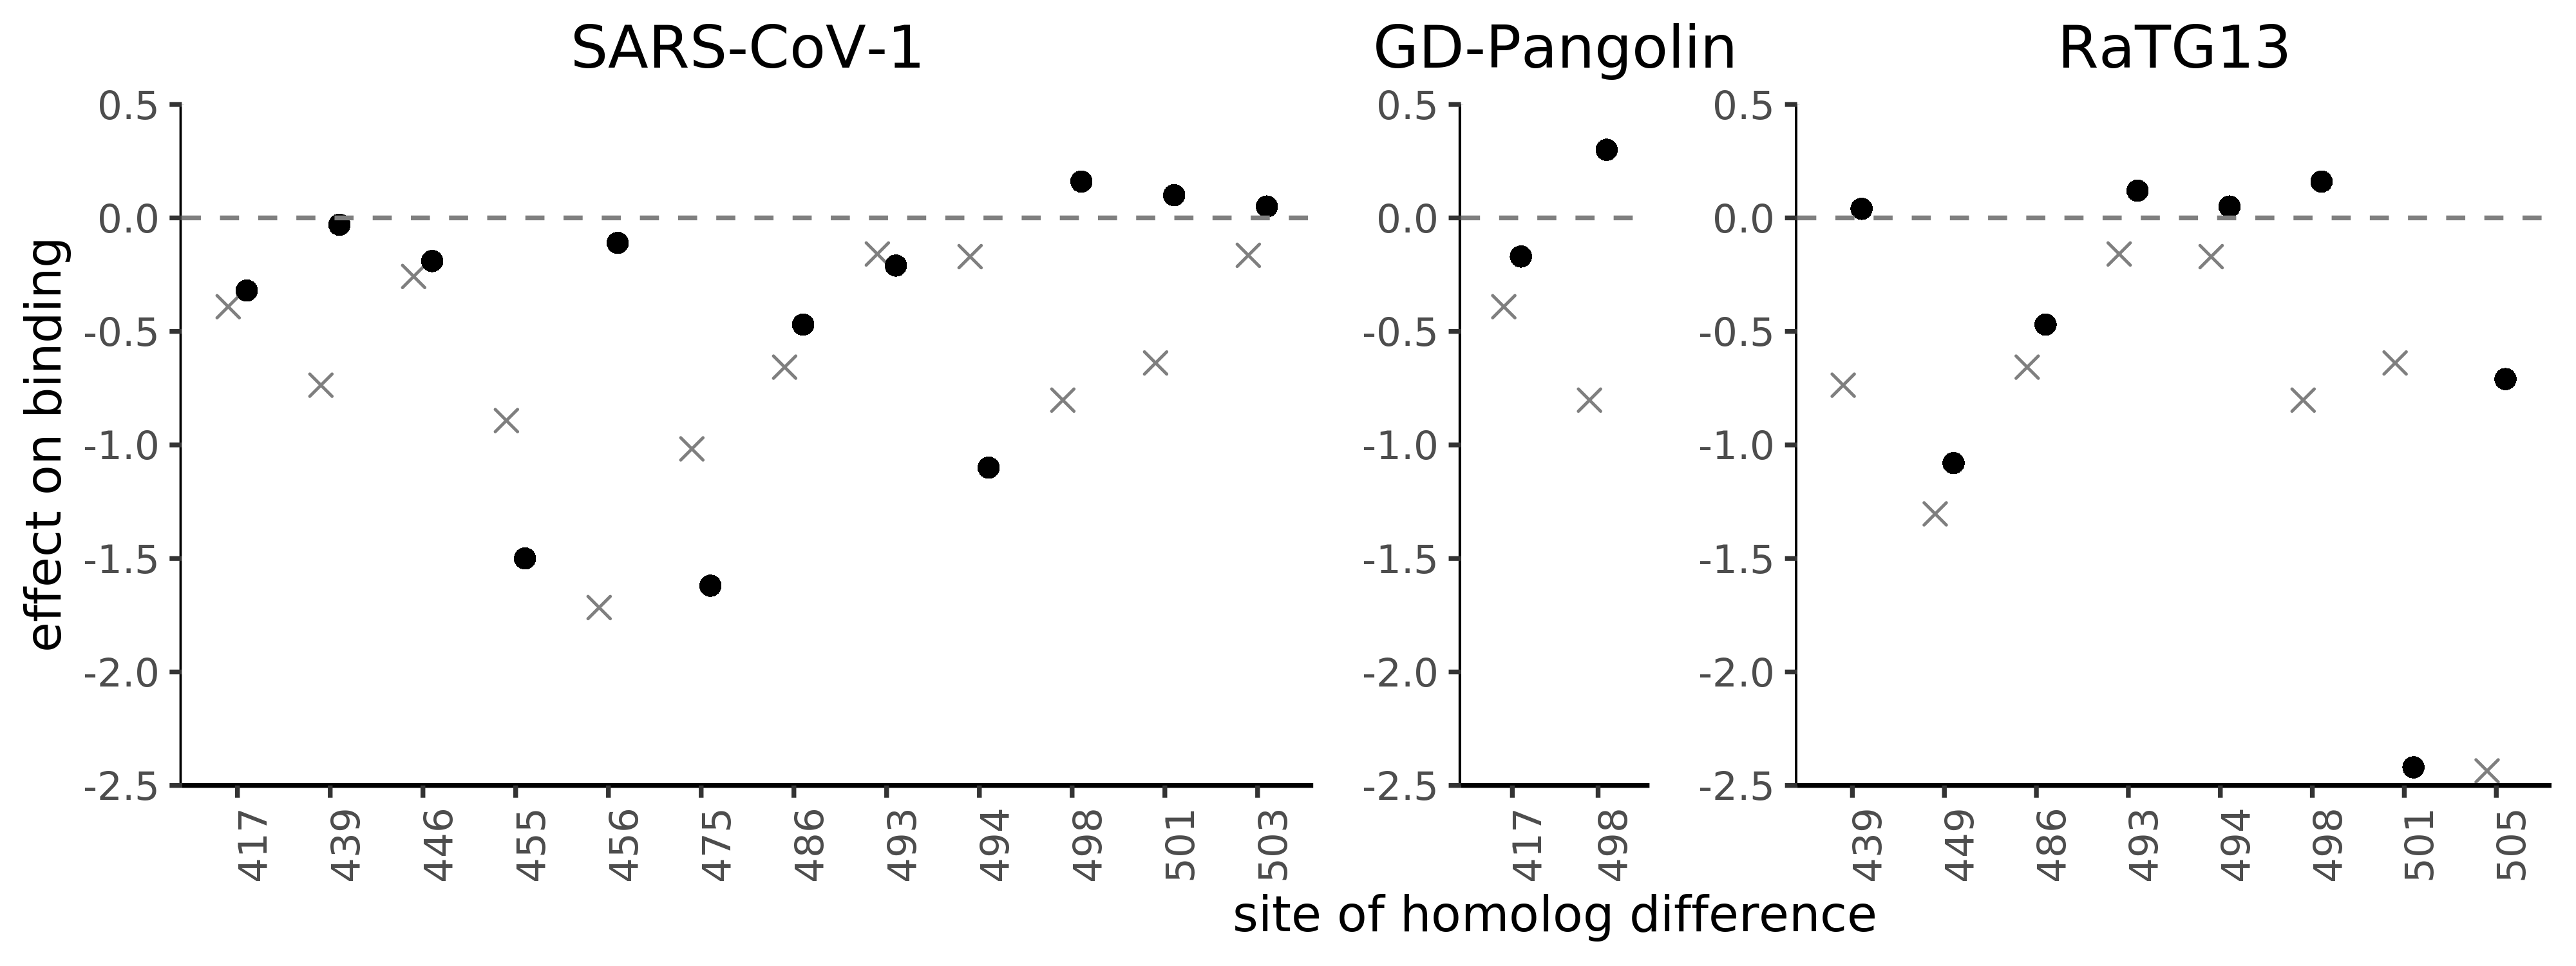 SARS-CoV-1 GD-Pangolin RaTG13
effect on binding
0.5 0.5 0.5
0.0 0.0 0.0
-0.5 -0.5 -0.5
-1.0 -1.0 -1.0
-1.5 -1.5 -1.5
-2.0 -2.0 -2.0
-2.5 -2.5 -2.5
417 439 446 455 456 475 486 493 494 498 501 503 417 498 439 449 486 493 494 498 501 505
site of homolog difference